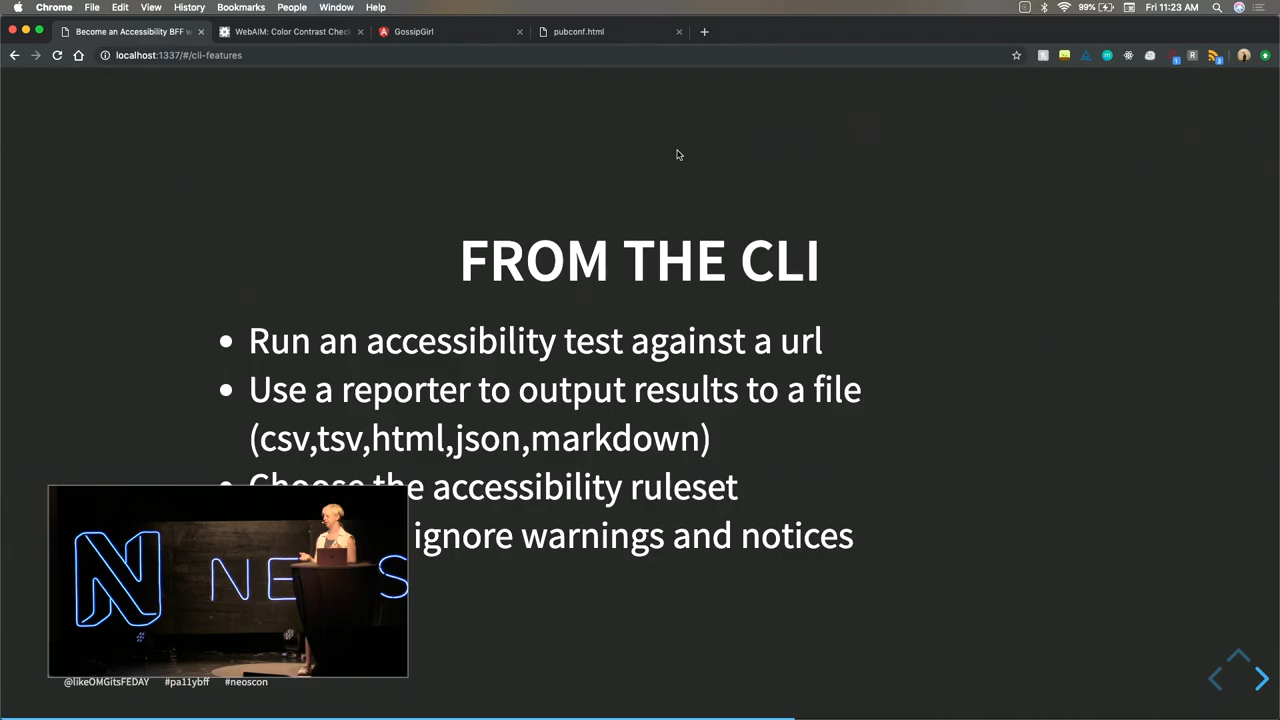 Chrome File Edit View History Bookmarks People Window Help 99% Fri 11:23 AM
Become an Accessibility BFF w WebAIM: Color Contrast Chec GossipGirl pubconf.html
localhost:1337/#/cli-features
FROM THE CLI
Run an accessibility test against a url
Use a reporter to output results to a file
(csv,tsv,html,json,markdown)
Choose the accessibility ruleset
ignore warnings and notices
N NE S
@likeOMGitsFEDAY #pa11ybff #neoscon